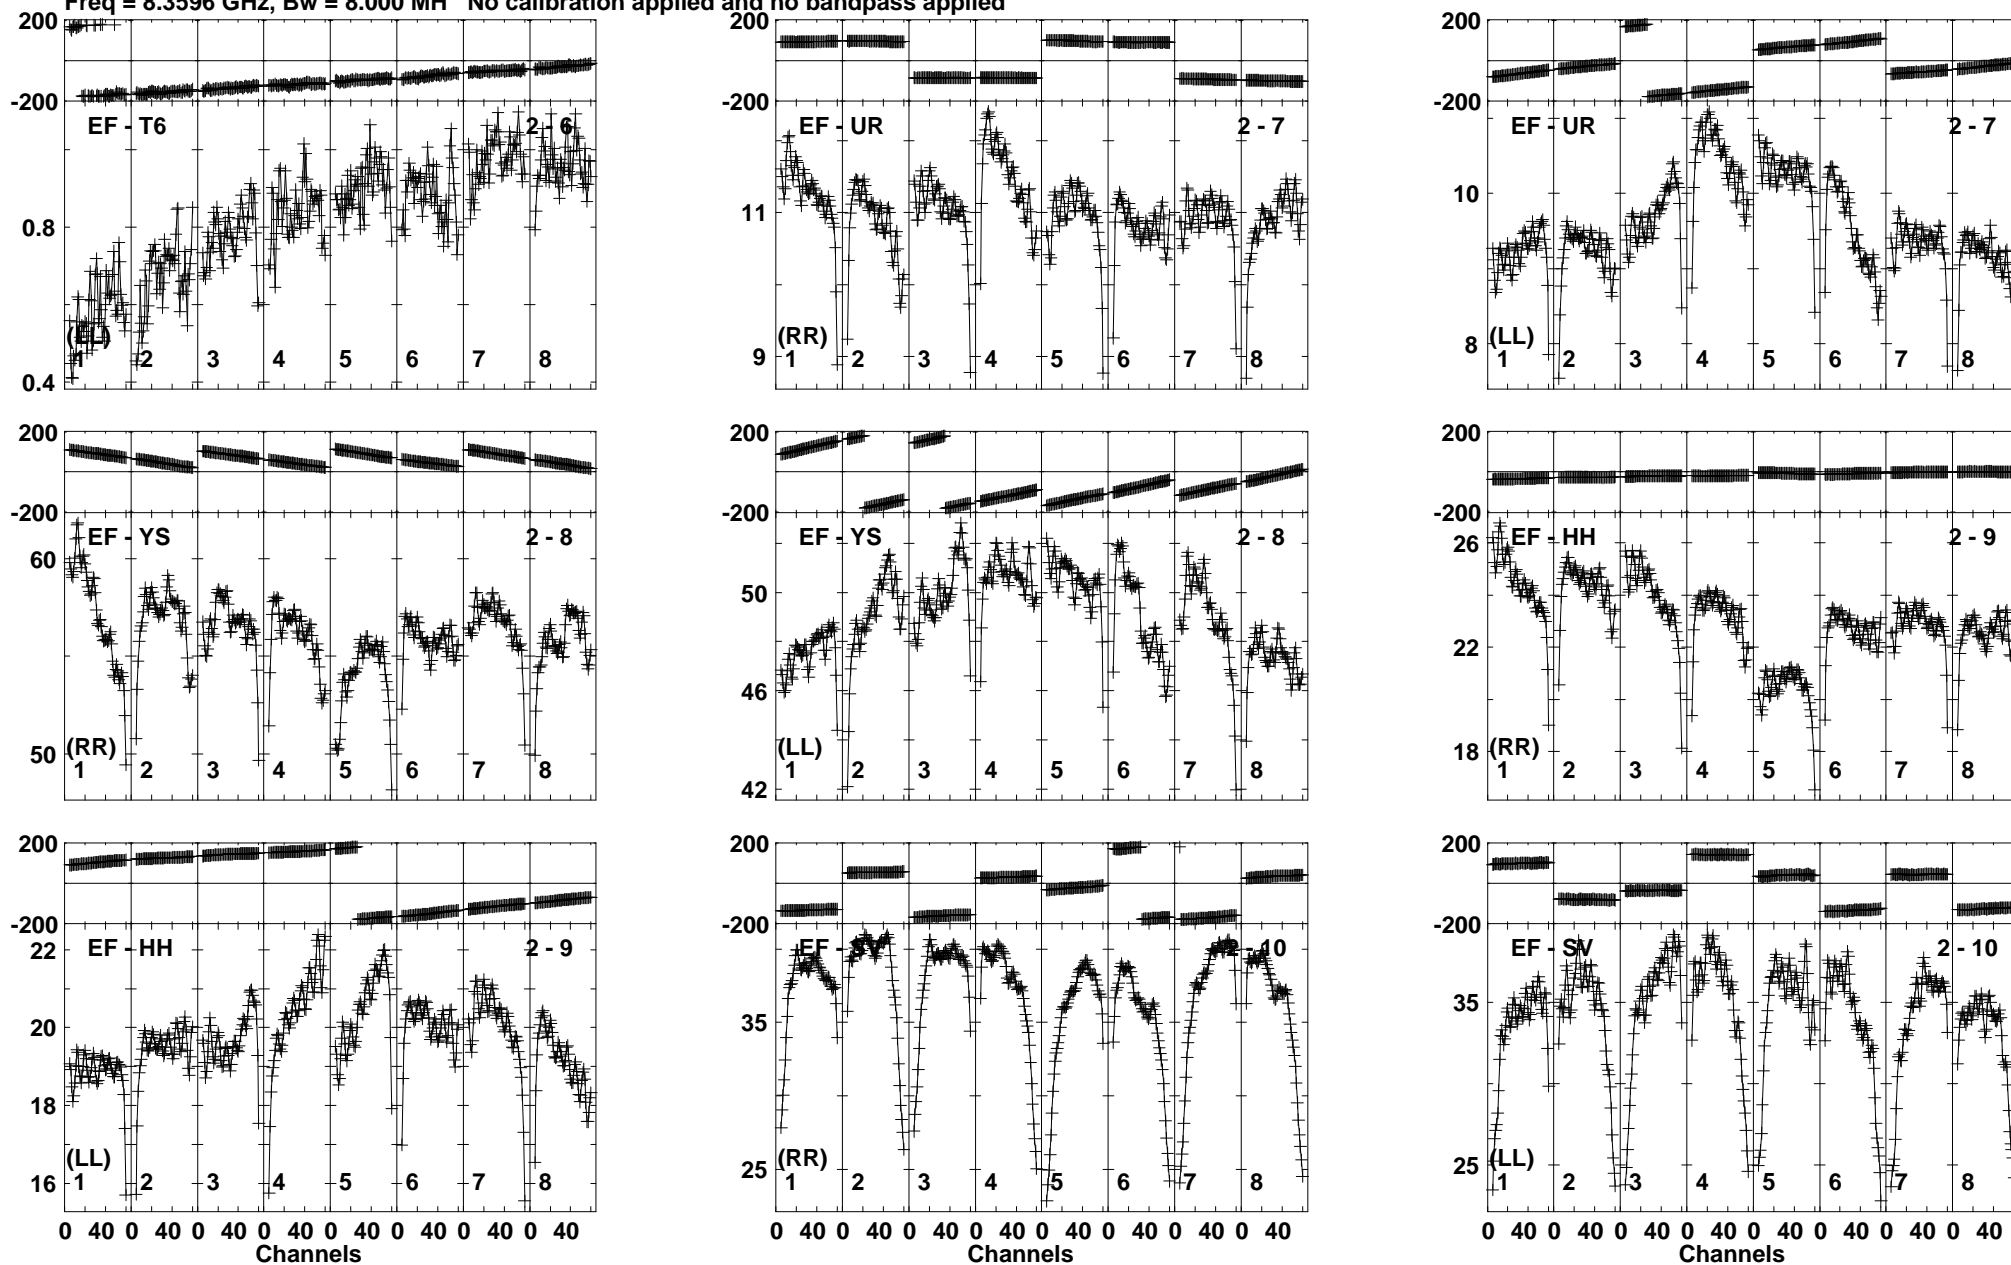 Freq = 8.3596 GHz, Bw = 8.000 MH No calibration applied and no bandpass applied
200
-200
EF - T6 2 - 6
0.8
0.4
(LL)
1 2 3 4 5 6 7 8
200
-200
EF - UR 2 - 7
11
9
(RR)
1 2 3 4 5 6 7 8
200
-200
EF - UR 2 - 7
10
8
(LL)
1 2 3 4 5 6 7 8
200
-200
EF - YS 2 - 8
60
50
(RR)
1 2 3 4 5 6 7 8
200
-200
EF - YS 2 - 8
50
46
42
(LL)
1 2 3 4 5 6 7 8
200
-200
EF - HH 2 - 9
26
22
18
(RR)
1 2 3 4 5 6 7 8
200
-200
EF - HH 2 - 9
22
20
18
16
(LL)
1 2 3 4 5 6 7 8
0 40 0 40 0 40 0 40 0 40 0 40 0 40 0 40
Channels
200
-200
EF - SV 2 - 10
35
25
(RR)
1 2 3 4 5 6 7 8
0 40 0 40 0 40 0 40 0 40 0 40 0 40 0 40
Channels
200
-200
EF - SV 2 - 10
35
25
(LL)
1 2 3 4 5 6 7 8
0 40 0 40 0 40 0 40 0 40 0 40 0 40 0 40
Channels